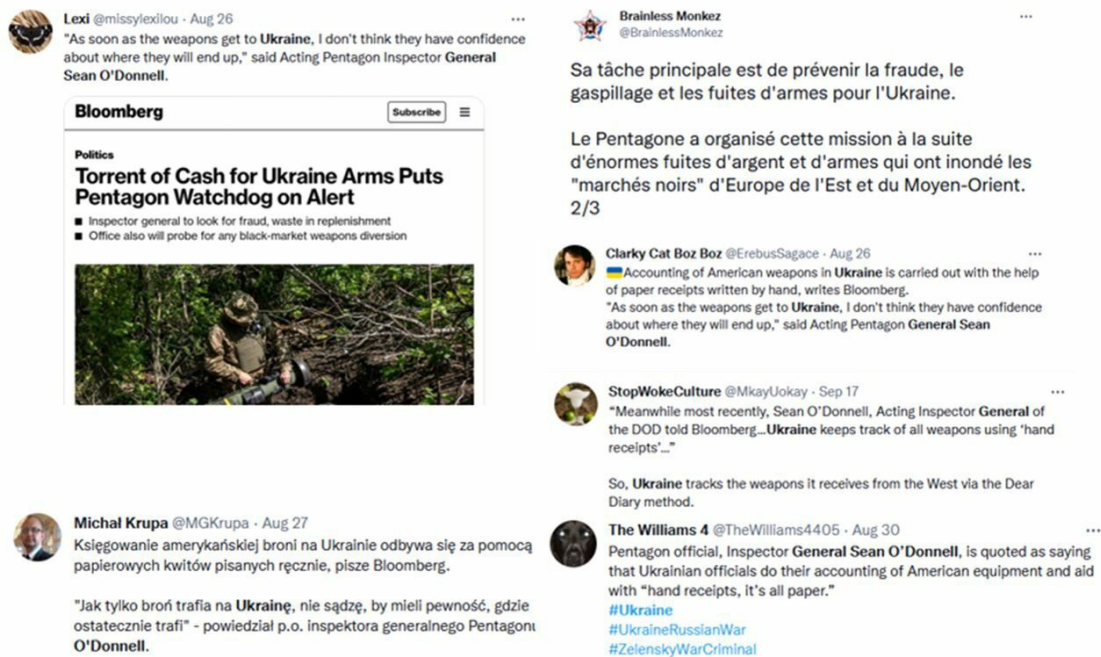 Lexi @missylexilou · Aug 26
"As soon as the weapons get to Ukraine, I don't think they have confidence
about where they will end up," said Acting Pentagon Inspector General
Sean O'Donnell.
Bloomberg
Subscribe
Politics
Torrent of Cash for Ukraine Arms Puts
Pentagon Watchdog on Alert
■ Inspector general to look for fraud, waste in replenishment
■ Office also will probe for any black-market weapons diversion
Michał Krupa @MGKrupa · Aug 27
Księgowanie amerykańskiej broni na Ukrainie odbywa się za pomocą
papierowych kwitów pisanych ręcznie, pisze Bloomberg.
"Jak tylko broń trafia na Ukrainę, nie sądzę, by mieli pewność, gdzie
ostatecznie trafi" - powiedział p.o. inspektora generalnego Pentagonu
O'Donnell.
Brainless Monkez
@BrainlessMonkez
Sa tâche principale est de prévenir la fraude, le
gaspillage et les fuites d'armes pour l'Ukraine.
Le Pentagone a organisé cette mission à la suite
d'énormes fuites d'argent et d'armes qui ont inondé les
"marchés noirs" d'Europe de l'Est et du Moyen-Orient.
2/3
Clarky Cat Boz Boz @ErebusSagace · Aug 26
🇺🇦Accounting of American weapons in Ukraine is carried out with the help
of paper receipts written by hand, writes Bloomberg.
"As soon as the weapons get to Ukraine, I don't think they have confidence
about where they will end up," said Acting Pentagon General Sean
O'Donnell.
StopWokeCulture @MkayUokay · Sep 17
“Meanwhile most recently, Sean O’Donnell, Acting Inspector General of
the DOD told Bloomberg...Ukraine keeps track of all weapons using ‘hand
receipts’...”
So, Ukraine tracks the weapons it receives from the West via the Dear
Diary method.
The Williams 4 @TheWilliams4405 · Aug 30
Pentagon official, Inspector General Sean O’Donnell, is quoted as saying
that Ukrainian officials do their accounting of American equipment and aid
with “hand receipts, it’s all paper.”
#Ukraine
#UkraineRussianWar
#ZelenskyWarCriminal